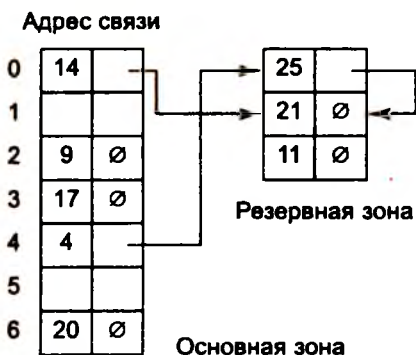 Адрес связи
0 14
1
2 9 ∅
3 17 ∅
4 4
5
6 20 ∅
Основная зона
25
21 ∅
11 ∅
Резервная зона